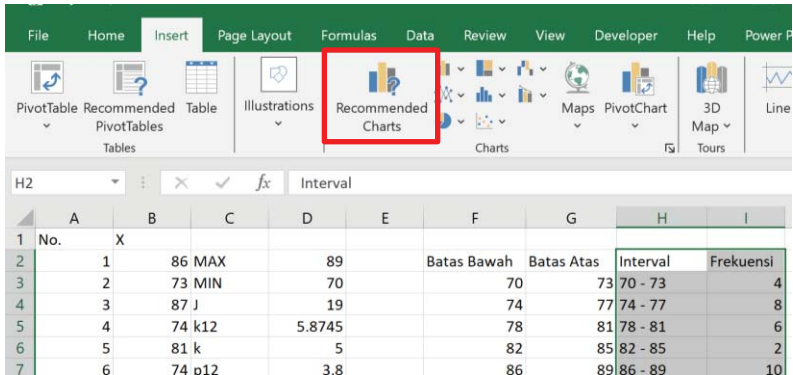 File Home Insert Page Layout Formulas Data Review View Developer Help Power P
PivotTable Recommended PivotTables Table Illustrations Recommended Charts Maps PivotChart 3D Map Line
Tables Charts Tours
H2 fx Interval
A B C D E F G H I
1 No. X
2 1 86 MAX 89 Batas Bawah Batas Atas Interval Frekuensi
3 2 73 MIN 70 70 73 70 - 73 4
4 3 87 J 19 74 77 74 - 77 8
5 4 74 k12 5.8745 78 81 78 - 81 6
6 5 81 k 5 82 85 82 - 85 2
7 6 74 p12 3.8 86 89 86 - 89 10